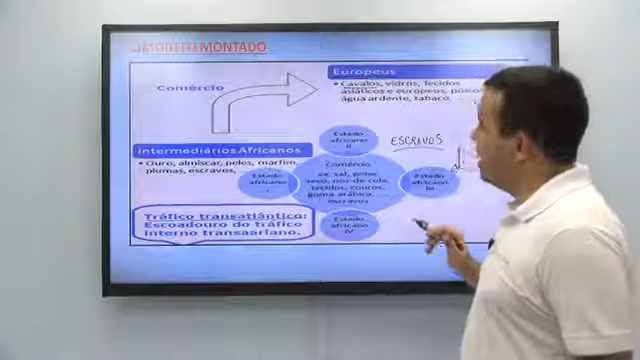 MODELO MONTADO
Europeus
• Cavalos, vidros, Tecidos
asiáticos e europeus,
água ardente, tabaco,
Comércio
Intermediários Africanos
• Ouro, almíscar, peles, marfim,
plumas, escravos,
Estado
africano
II
ESCRAVOS
Comércio
ex: sal, peixe
seco, noz-de-cola,
tecidos, couros,
goma arábica,
escravos
Estado
africano
I
Estado
africano
III
Estado
africano
IV
Tráfico transatlântico:
Escoadouro do tráfico
interno transaariano.